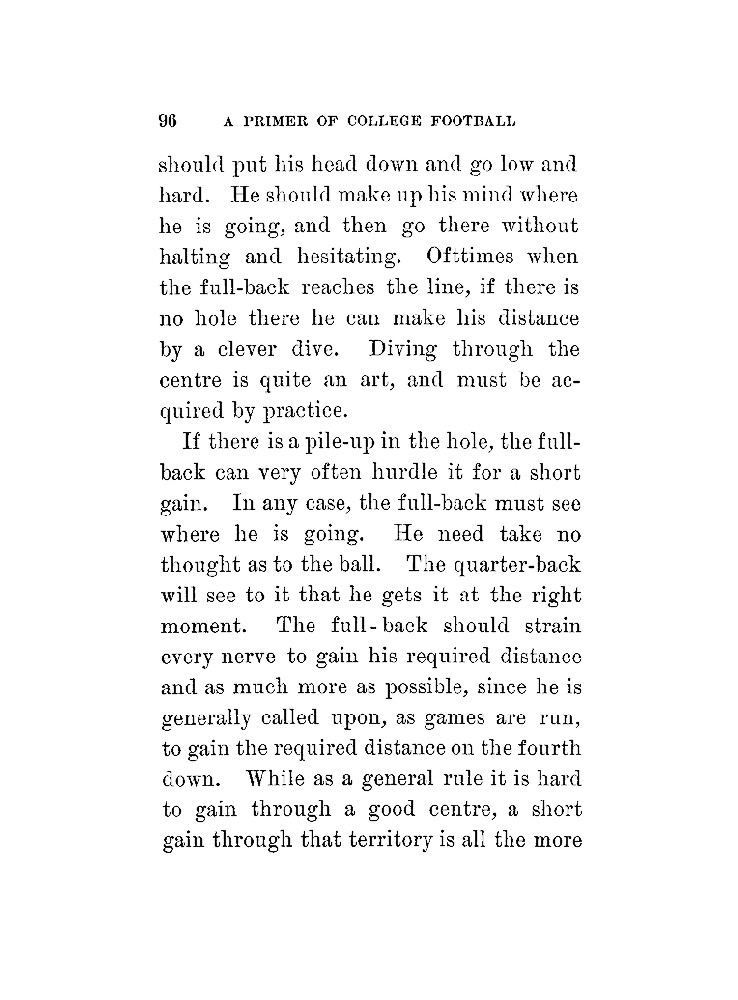 96 A PRIMER OF COLLEGE FOOTBALL
should put his head down and go low and
hard. He should make up his mind where
he is going, and then go there without
halting and hesitating. Ofttimes when
the full-back reaches the line, if there is
no hole there he can make his distance
by a clever dive. Diving through the
centre is quite an art, and must be ac-
quired by practice.
If there is a pile-up in the hole, the full-
back can very often hurdle it for a short
gain. In any case, the full-back must see
where he is going. He need take no
thought as to the ball. The quarter-back
will see to it that he gets it at the right
moment. The full-back should strain
every nerve to gain his required distance
and as much more as possible, since he is
generally called upon, as games are run,
to gain the required distance on the fourth
down. While as a general rule it is hard
to gain through a good centre, a short
gain through that territory is all the more